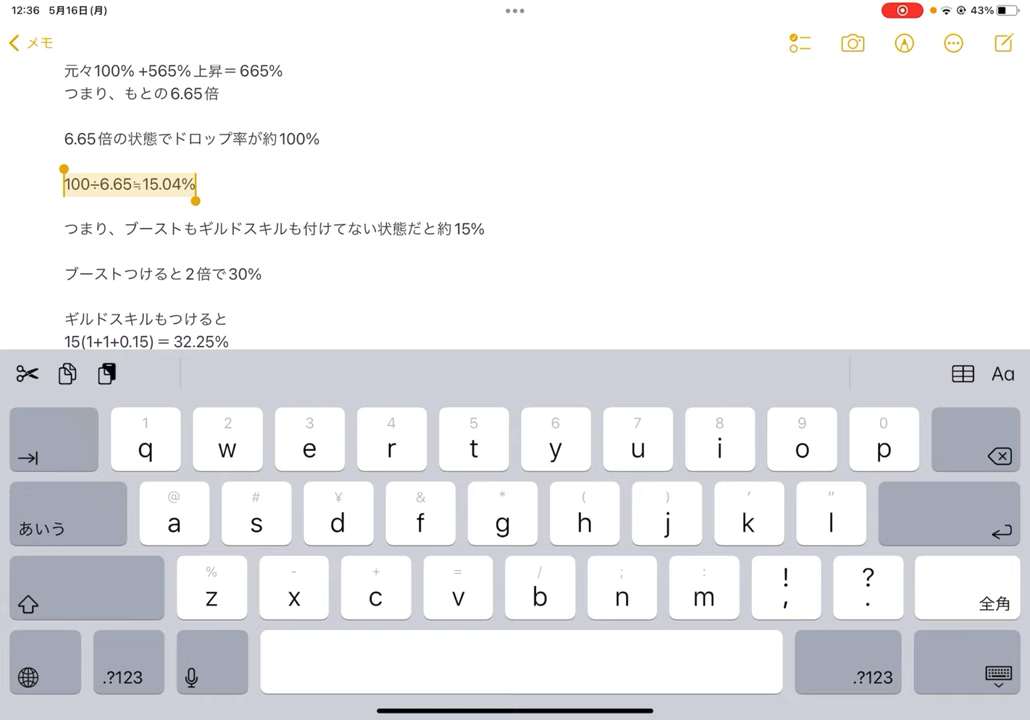 12:36 5月16日(月)
43%
メモ
元々100% +565%上昇＝665%
つまり、もとの6.65倍
6.65倍の状態でドロップ率が約100%
100÷6.65≒15.04%
つまり、ブーストもギルドスキルも付けてない状態だと約15%
ブーストつけると2倍で30%
ギルドスキルもつけると
15(1+1+0.15)＝32.25%
Aa
1 2 3 4 5 6 7 8 9 0
q w e r t y u i o p
@ # ¥ & * ( ) ' "
あいう a s d f g h j k l
% - + = / ; : ! ?
z x c v b n m , . 全角
.?123 .?123